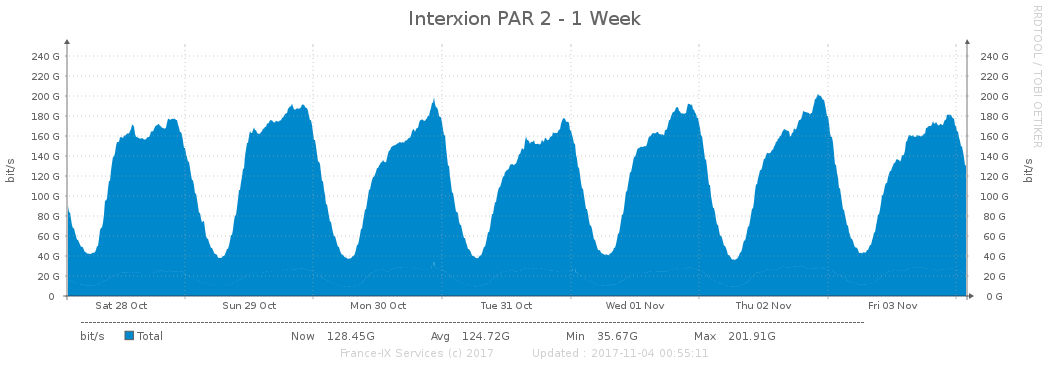 Interxion PAR 2 - 1 Week
RRDTOOL / TOBI OETIKER
bit/s
240 G 240 G
220 G 220 G
200 G 200 G
180 G 180 G
160 G 160 G
140 G 140 G
120 G 120 G
100 G 100 G
80 G 80 G
60 G 60 G
40 G 40 G
20 G 20 G
0 0 G
bit/s
Sat 28 Oct Sun 29 Oct Mon 30 Oct Tue 31 Oct Wed 01 Nov Thu 02 Nov Fri 03 Nov
bit/s Total Now 128.45G Avg 124.72G Min 35.67G Max 201.91G
France-IX Services (c) 2017 Updated : 2017-11-04 00:55:11